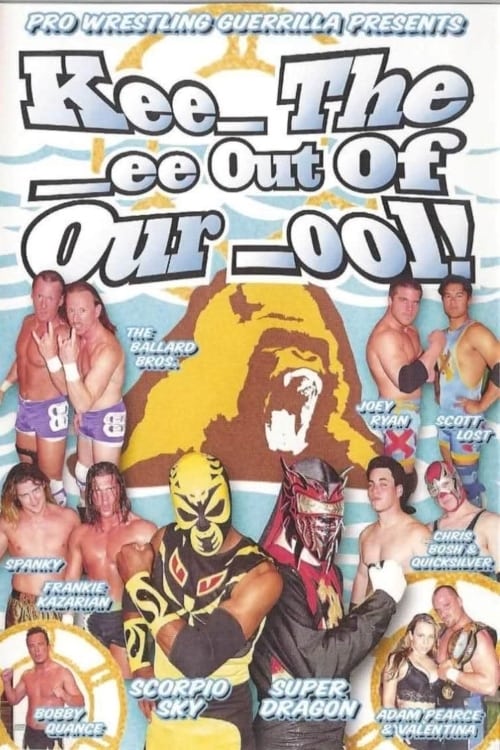 PRO WRESTLING GUERRILLA PRESENTS
Kee_ The
_ee Out Of
Our _ool!
THE
BALLARD
BROS.
JOEY
RYAN
SCOTT
LOST
SPANKY
FRANKIE
KAZARIAN
CHRIS
BOSH &
QUICKSILVER
BOBBY
QUANCE
SCORPIO
SKY
SUPER
DRAGON
ADAM PEARCE
& VALENTINA